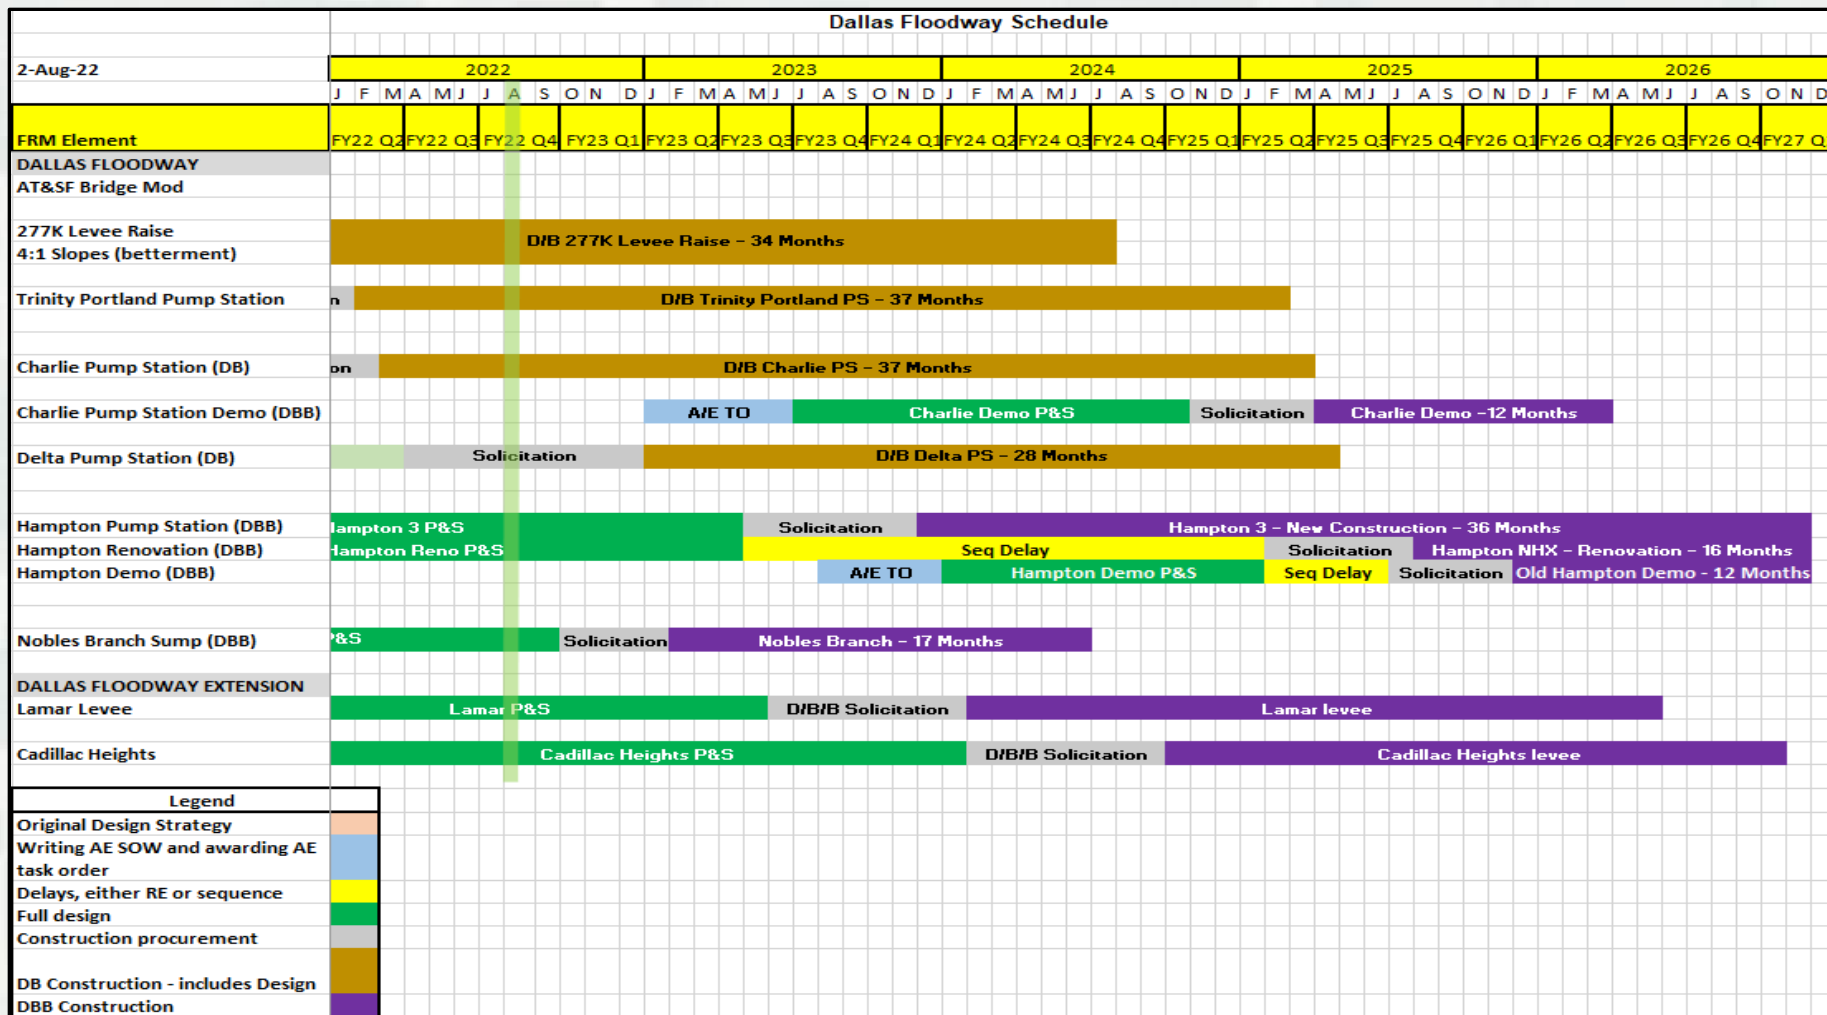 Dallas Floodway Schedule
2-Aug-22 2022 2023 2024 2025 2026
J F M A M J J A S O N D J F M A M J J A S O N D J F M A M J J A S O N D J F M A M J J A S O N D J F M A M J J A S O N D
FRM Element FY22 Q2 FY22 Q3 FY22 Q4 FY23 Q1 FY23 Q2 FY23 Q3 FY23 Q4 FY24 Q1 FY24 Q2 FY24 Q3 FY24 Q4 FY25 Q1 FY25 Q2 FY25 Q3 FY25 Q4 FY26 Q1 FY26 Q2 FY26 Q3 FY26 Q4 FY27 Q
DALLAS FLOODWAY
AT&SF Bridge Mod
277K Levee Raise
D/B 277K Levee Raise - 34 Months
4:1 Slopes (betterment)
Trinity Portland Pump Station n D/B Trinity Portland PS - 37 Months
Charlie Pump Station (DB) on D/B Charlie PS - 37 Months
Charlie Pump Station Demo (DBB) A/E TO Charlie Demo P&S Solicitation Charlie Demo -12 Months
Delta Pump Station (DB) Solicitation D/B Delta PS - 28 Months
Hampton Pump Station (DBB) Hampton 3 P&S Solicitation Hampton 3 - New Construction - 36 Months
Hampton Renovation (DBB) Hampton Reno P&S Seq Delay Solicitation Hampton NHX - Renovation - 16 Months
Hampton Demo (DBB) A/E TO Hampton Demo P&S Seq Delay Solicitation Old Hampton Demo - 12 Months
Nobles Branch Sump (DBB) P&S Solicitation Nobles Branch - 17 Months
DALLAS FLOODWAY EXTENSION
Lamar Levee Lamar P&S D/B/B Solicitation Lamar levee
Cadillac Heights Cadillac Heights P&S D/B/B Solicitation Cadillac Heights levee
Legend
Original Design Strategy
Writing AE SOW and awarding AE
task order
Delays, either RE or sequence
Full design
Construction procurement
DB Construction - includes Design
DBB Construction